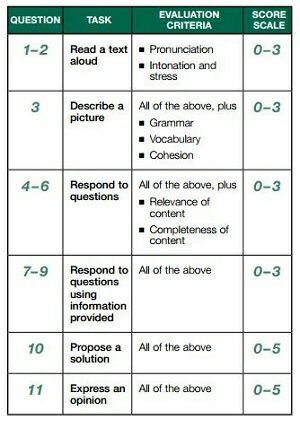 QUESTION
TASK
EVALUATION
CRITERIA
SCORE
SCALE
1–2
Read a text
aloud
■ Pronunciation
■ Intonation and
stress
0–3
3
Describe a
picture
All of the above, plus
■ Grammar
■ Vocabulary
■ Cohesion
0–3
4–6
Respond to
questions
All of the above, plus
■ Relevance of
content
■ Completeness of
content
0–3
7–9
Respond to
questions
using
information
provided
All of the above
0–3
10
Propose a
solution
All of the above
0–5
11
Express an
opinion
All of the above
0–5